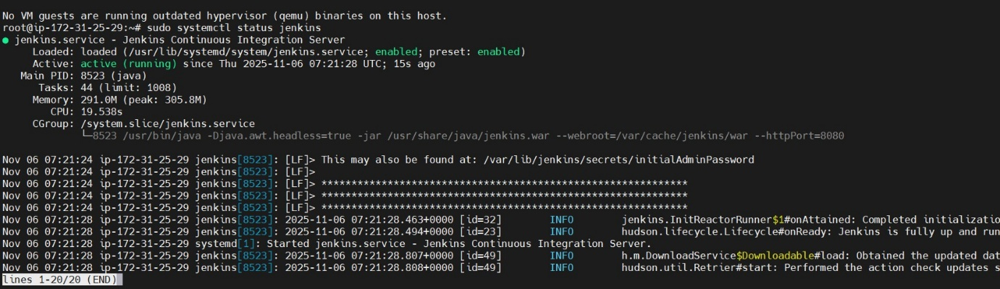 No VM guests are running outdated hypervisor (qemu) binaries on this host.
root@ip-172-31-25-29:~# sudo systemctl status jenkins
● jenkins.service - Jenkins Continuous Integration Server
     Loaded: loaded (/usr/lib/systemd/system/jenkins.service; enabled; preset: enabled)
     Active: active (running) since Thu 2025-11-06 07:21:28 UTC; 15s ago
   Main PID: 8523 (java)
      Tasks: 44 (limit: 1008)
     Memory: 291.0M (peak: 305.8M)
        CPU: 19.538s
     CGroup: /system.slice/jenkins.service
             └─8523 /usr/bin/java -Djava.awt.headless=true -jar /usr/share/java/jenkins.war --webroot=/var/cache/jenkins/war --httpPort=8080
Nov 06 07:21:24 ip-172-31-25-29 jenkins[8523]: [LF]> This may also be found at: /var/lib/jenkins/secrets/initialAdminPassword
Nov 06 07:21:24 ip-172-31-25-29 jenkins[8523]: [LF]>
Nov 06 07:21:24 ip-172-31-25-29 jenkins[8523]: [LF]> *************************************************************
Nov 06 07:21:24 ip-172-31-25-29 jenkins[8523]: [LF]> *************************************************************
Nov 06 07:21:24 ip-172-31-25-29 jenkins[8523]: [LF]> *************************************************************
Nov 06 07:21:28 ip-172-31-25-29 jenkins[8523]: 2025-11-06 07:21:28.463+0000 [id=32]        INFO        jenkins.InitReactorRunner$1#onAttained: Completed initializatio
Nov 06 07:21:28 ip-172-31-25-29 jenkins[8523]: 2025-11-06 07:21:28.494+0000 [id=23]        INFO        hudson.lifecycle.Lifecycle#onReady: Jenkins is fully up and run
Nov 06 07:21:28 ip-172-31-25-29 systemd[1]: Started jenkins.service - Jenkins Continuous Integration Server.
Nov 06 07:21:28 ip-172-31-25-29 jenkins[8523]: 2025-11-06 07:21:28.807+0000 [id=49]        INFO        h.m.DownloadService$Downloadable#load: Obtained the updated dat
Nov 06 07:21:28 ip-172-31-25-29 jenkins[8523]: 2025-11-06 07:21:28.808+0000 [id=49]        INFO        hudson.util.Retrier#start: Performed the action check updates s
lines 1-20/20 (END)